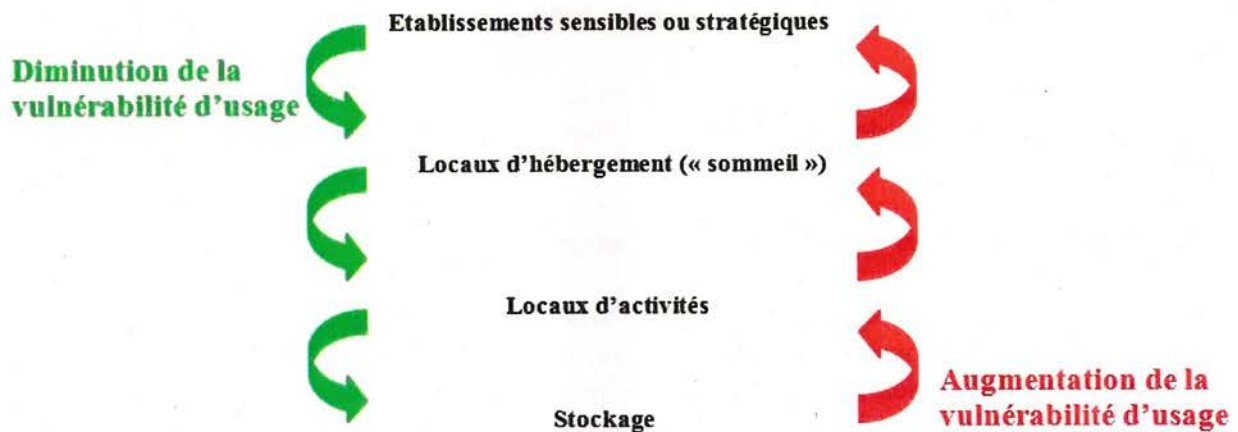 Etablissements sensibles ou stratégiques
Diminution de la
vulnérabilité d'usage
Locaux d'hébergement (« sommeil »)
Locaux d'activités
Augmentation de la
vulnérabilité d'usage
Stockage